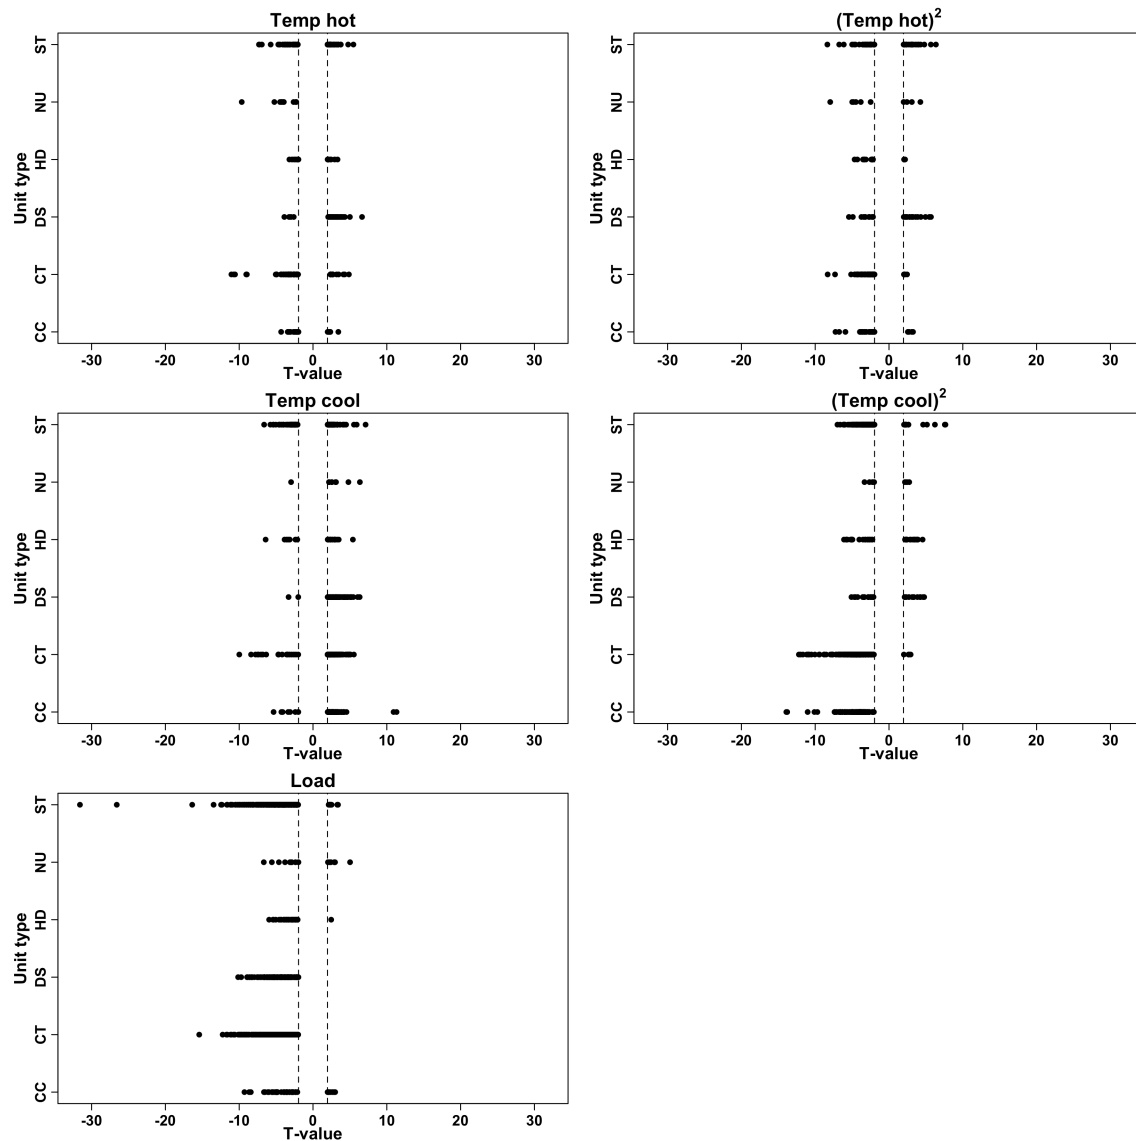 Temp hot
Unit type
ST
NU
HD
DS
CT
CC
-30 -20 -10 0 10 20 30
T-value
(Temp hot)²
Unit type
ST
NU
HD
DS
CT
CC
-30 -20 -10 0 10 20 30
T-value
Temp cool
Unit type
ST
NU
HD
DS
CT
CC
-30 -20 -10 0 10 20 30
T-value
(Temp cool)²
Unit type
ST
NU
HD
DS
CT
CC
-30 -20 -10 0 10 20 30
T-value
Load
Unit type
ST
NU
HD
DS
CT
CC
-30 -20 -10 0 10 20 30
T-value